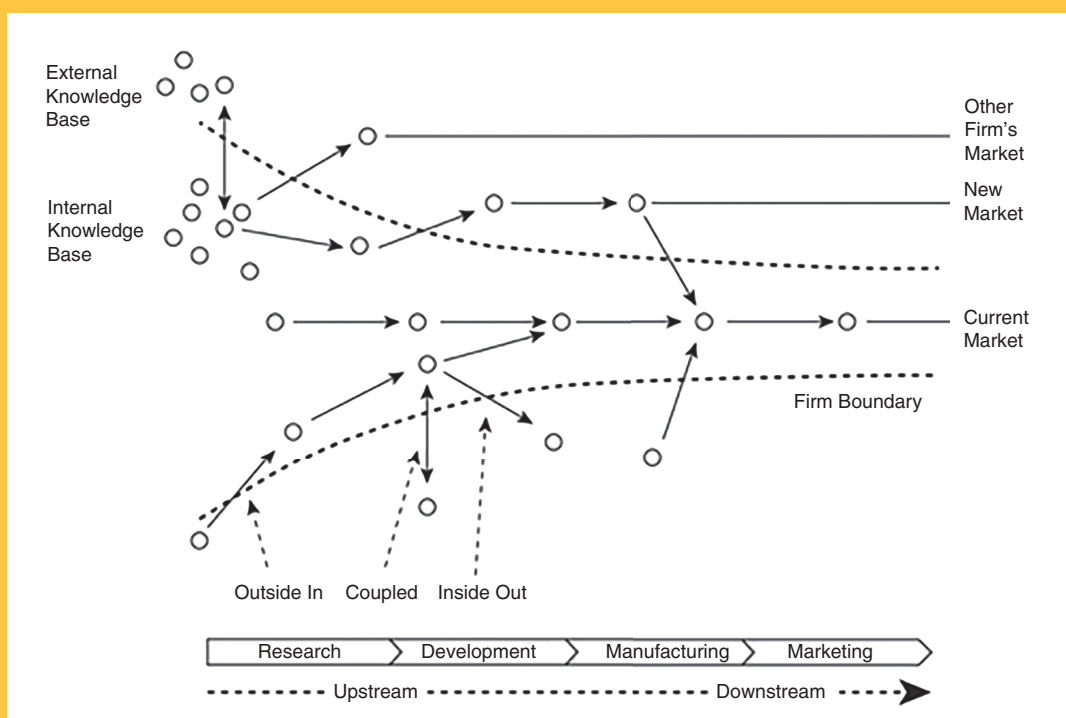 External
Knowledge
Base
Other
Firm's
Market
New
Market
Internal
Knowledge
Base
Current
Market
Firm Boundary
Outside In
Coupled
Inside Out
Research
Development
Manufacturing
Marketing
Upstream
Downstream